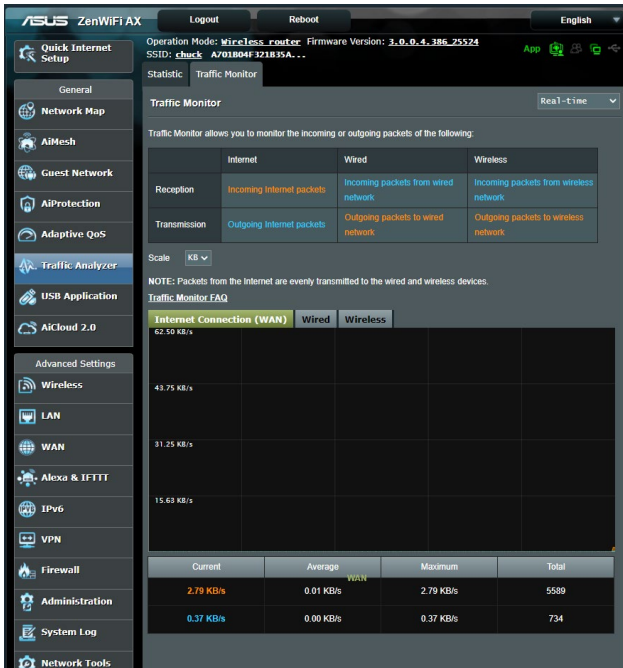 ASUS ZenWiFi AX
Logout
Reboot
English
Quick Internet
Setup
General
Network Map
AiMesh
Guest Network
AiProtection
Adaptive QoS
Traffic Analyzer
USB Application
AiCloud 2.0
Advanced Settings
Wireless
LAN
WAN
Alexa & IFTTT
IPv6
VPN
Firewall
Administration
System Log
Network Tools
Operation Mode: Wireless router Firmware Version: 3.0.0.4.386_25524
SSID: chuck A701B04F321B35A...
App
Statistic Traffic Monitor
Traffic Monitor
Real-time
Traffic Monitor allows you to monitor the incoming or outgoing packets of the following:
Internet Wired Wireless
Reception
Incoming Internet packets
Incoming packets from wired
network
Incoming packets from wireless
network
Transmission
Outgoing Internet packets
Outgoing packets to wired
network
Outgoing packets to wireless
network
Scale KB
NOTE: Packets from the Internet are evenly transmitted to the wired and wireless devices.
Traffic Monitor FAQ
Internet Connection (WAN) Wired Wireless
62.50 KB/s
43.75 KB/s
31.25 KB/s
15.63 KB/s
Current Average Maximum Total
WAN
2.79 KB/s 0.01 KB/s 2.79 KB/s 5589
0.37 KB/s 0.00 KB/s 0.37 KB/s 734